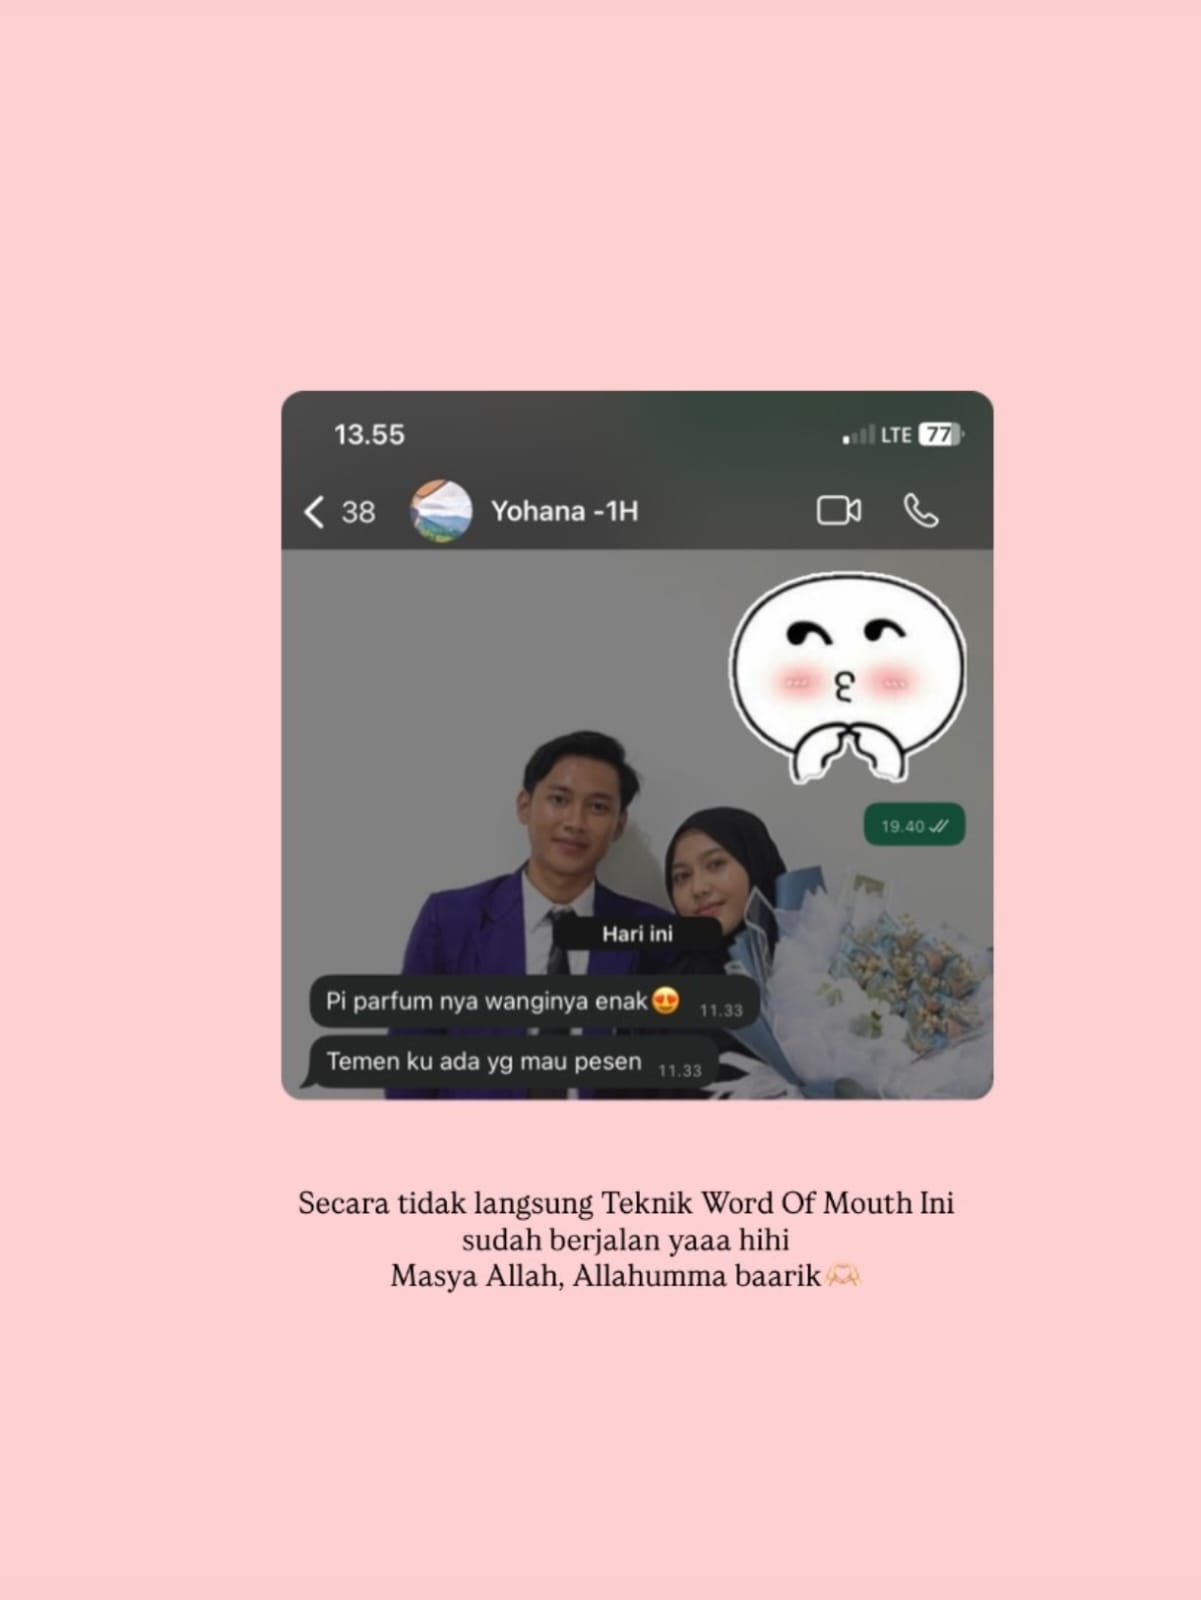 13.55
LTE 77
38 Yohana -1H
19.40
Hari ini
Pi parfum nya wanginya enak😍 11.33
Temen ku ada yg mau pesen 11.33
Secara tidak langsung Teknik Word Of Mouth Ini
sudah berjalan yaaa hihi
Masya Allah, Allahumma baarik🫶🏻